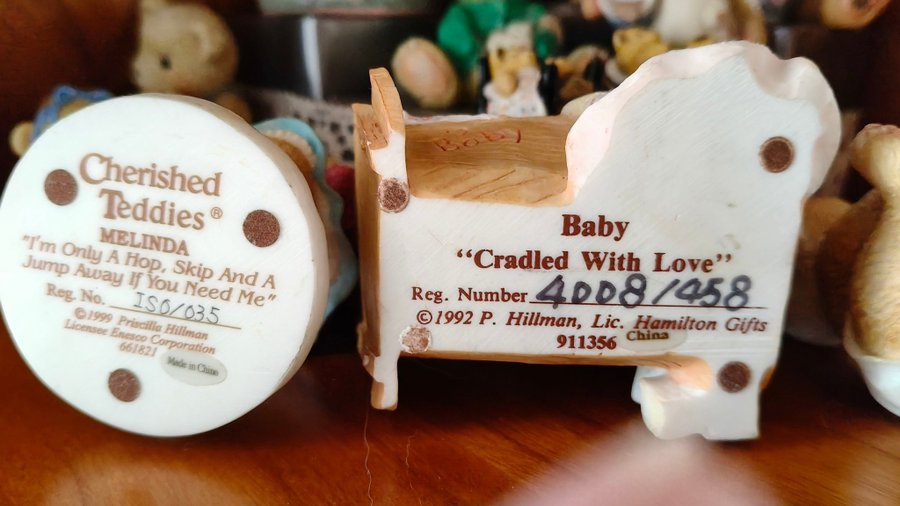 Cherished
Teddies®
MELINDA
"I'm Only A Hop, Skip And A
Jump Away If You Need Me"
Reg. No. ISO/035
©1999 Priscilla Hillman
Licensee Enesco Corporation
661821
Made in China
Baby
Baby
"Cradled With Love"
Reg. Number 4DD8/458
©1992 P. Hillman, Lic. Hamilton Gifts
911356 China